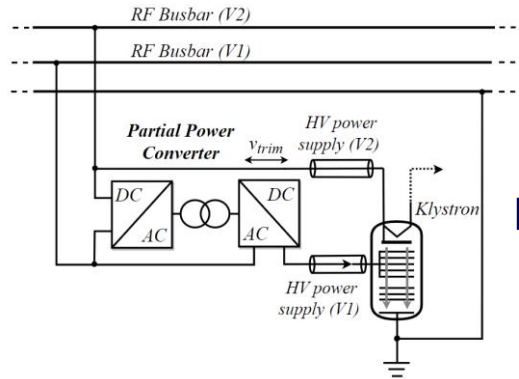 RF Busbar (V2)
RF Busbar (V1)
Partial Power
Converter
v_trim
HV power
supply (V2)
DC
AC
DC
AC
Klystron
HV power
supply (V1)